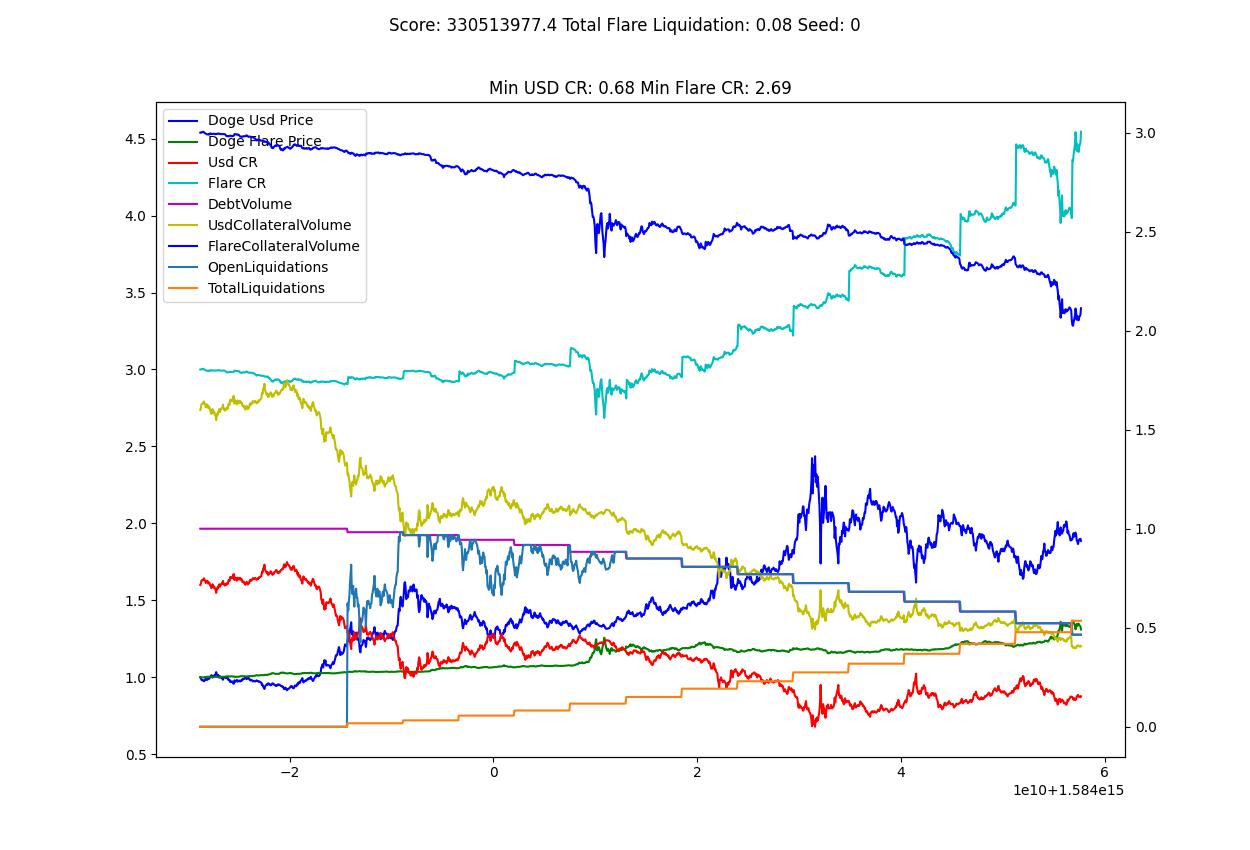 Score: 330513977.4 Total Flare Liquidation: 0.08 Seed: 0
Min USD CR: 0.68 Min Flare CR: 2.69
Doge Usd Price
Doge Flare Price
Usd CR
Flare CR
DebtVolume
UsdCollateralVolume
FlareCollateralVolume
OpenLiquidations
TotalLiquidations
4.5
4.0
3.5
3.0
2.5
2.0
1.5
1.0
0.5
3.0
2.5
2.0
1.5
1.0
0.5
0.0
−2
0
2
4
6
1e10+1.584e15